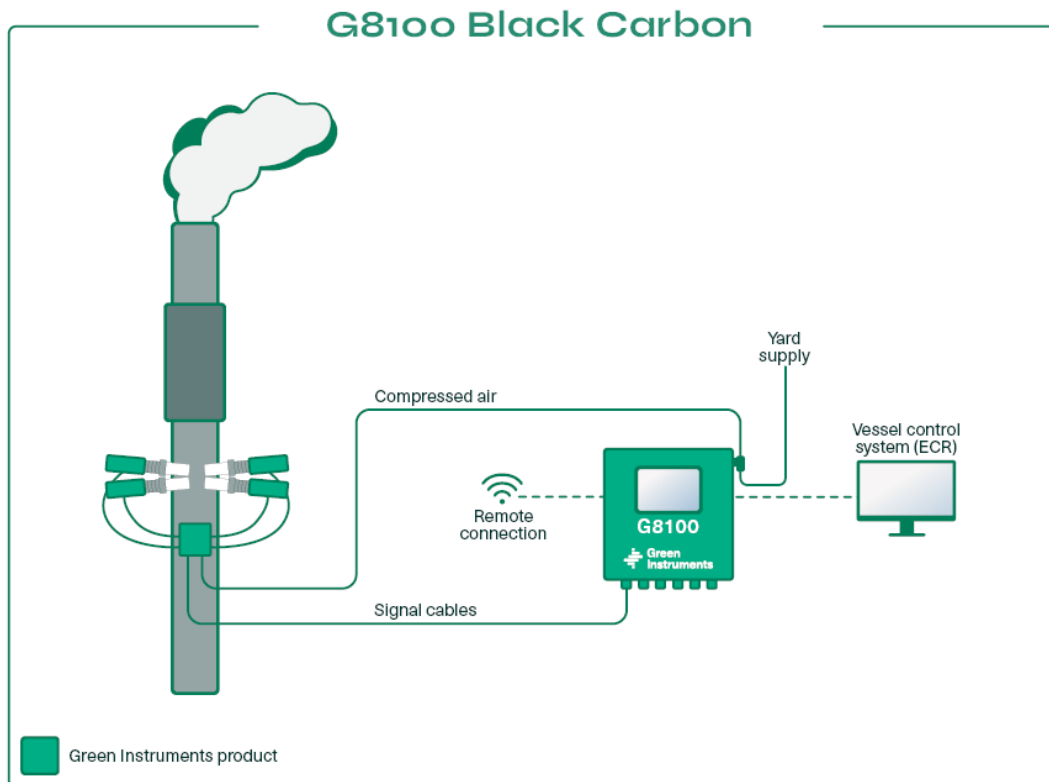 G8100 Black Carbon
Yard
supply
Compressed air
Vessel control
system (ECR)
Remote
connection
G8100
Green
Instruments
Signal cables
Green Instruments product